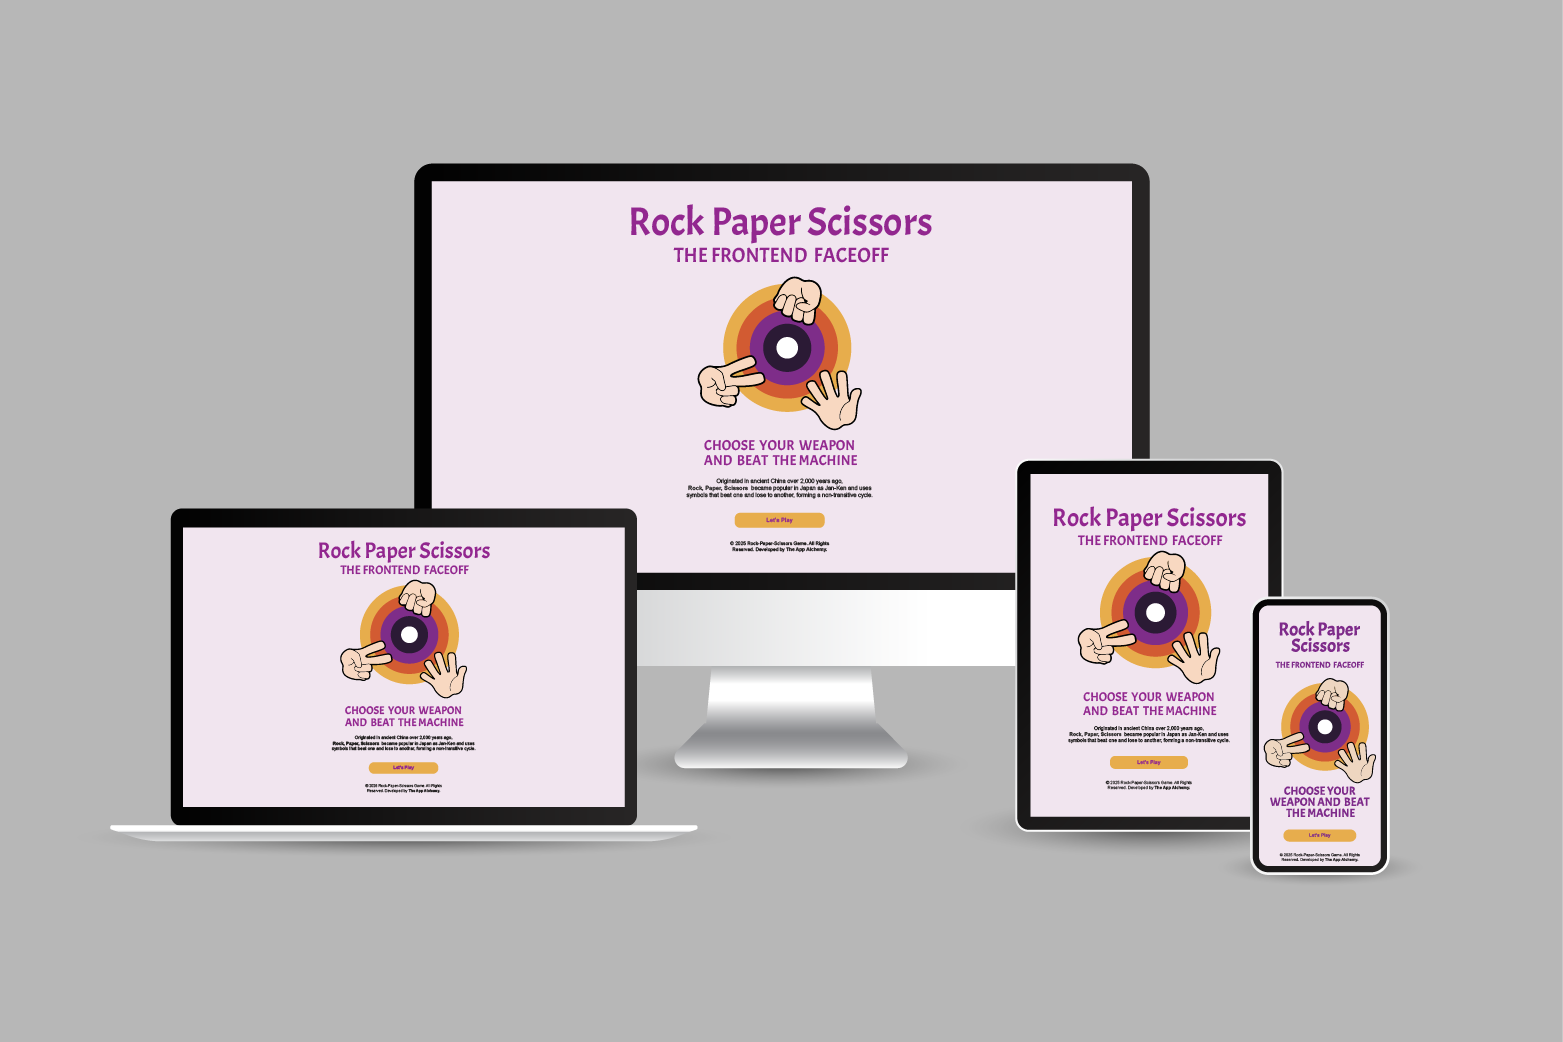 Rock Paper Scissors
THE FRONTEND FACEOFF
CHOOSE YOUR WEAPON
AND BEAT THE MACHINE
Originated in ancient China over 2,000 years ago,
Rock, Paper, Scissors became popular in Japan as Jan-Ken and uses
symbols that beat one and lose to another, forming a non-transitive cycle.
Let's Play
© 2025 Rock-Paper-Scissors Game. All Rights
Reserved. Developed by The App Alchemy.
Rock Paper Scissors
THE FRONTEND FACEOFF
CHOOSE YOUR WEAPON
AND BEAT THE MACHINE
Originated in ancient China over 2,000 years ago,
Rock, Paper, Scissors became popular in Japan as Jan-Ken and uses
symbols that beat one and lose to another, forming a non-transitive cycle.
Let's Play
© 2025 Rock-Paper-Scissors Game. All Rights
Reserved. Developed by The App Alchemy.
Rock Paper Scissors
THE FRONTEND FACEOFF
CHOOSE YOUR WEAPON
AND BEAT THE MACHINE
Originated in ancient China over 2,000 years ago,
Rock, Paper, Scissors became popular in Japan as Jan-Ken and uses
symbols that beat one and lose to another, forming a non-transitive cycle.
Let's Play
© 2025 Rock-Paper-Scissors Game. All Rights
Reserved. Developed by The App Alchemy.
Rock Paper
Scissors
THE FRONTEND FACEOFF
CHOOSE YOUR
WEAPON AND BEAT
THE MACHINE
Let's Play
© 2025 Rock-Paper-Scissors Game. All Rights
Reserved. Developed by The App Alchemy.